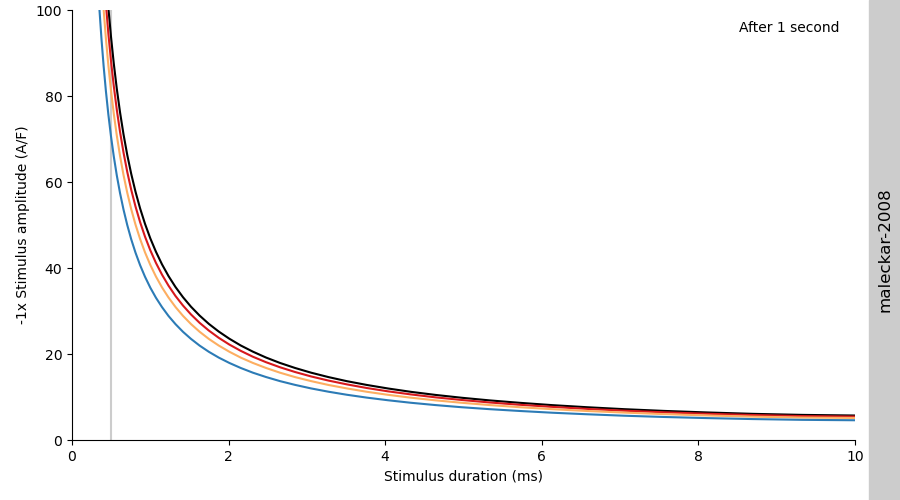 After 1 second
-1x Stimulus amplitude (A/F)
100
80
60
40
20
0
0 2 4 6 8 10
Stimulus duration (ms)
maleckar-2008